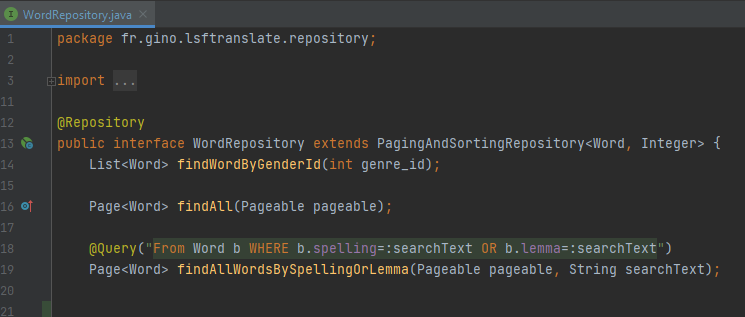 WordRepository.java
1 package fr.gino.lsftranslate.repository;
2
3 import ...
11
12 @Repository
13 public interface WordRepository extends PagingAndSortingRepository<Word, Integer> {
14 List<Word> findWordByGenderId(int genre_id);
15
16 Page<Word> findAll(Pageable pageable);
17
18 @Query("From Word b WHERE b.spelling=:searchText OR b.lemma=:searchText")
19 Page<Word> findAllWordsBySpellingOrLemma(Pageable pageable, String searchText);
20
21